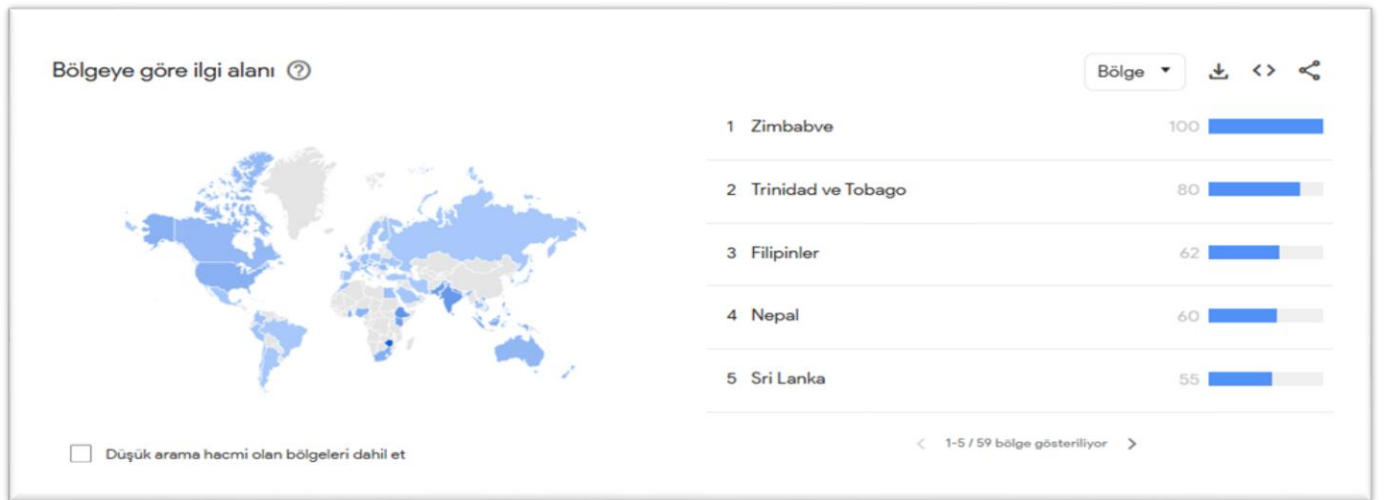 Bölgeye göre ilgi alanı
Bölge
1 Zimbabve 100
2 Trinidad ve Tobago 80
3 Filipinler 62
4 Nepal 60
5 Sri Lanka 55
Düşük arama hacmi olan bölgeleri dahil et
1-5 / 59 bölge gösteriliyor